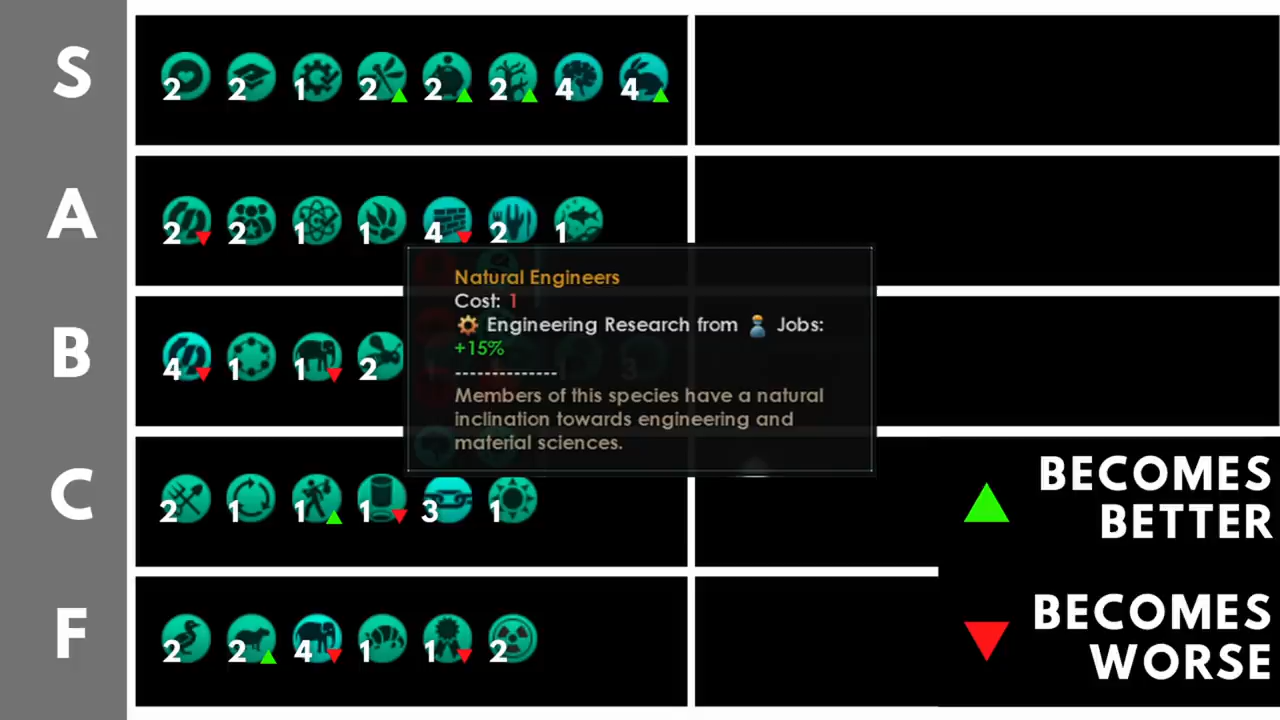 S
2 2 1 2 2 2 4 4
A
2 2 1 1 4 2 1
Natural Engineers
Cost: 1
Engineering Research from Jobs:
+15%
--------------
Members of this species have a natural
inclination towards engineering and
material sciences.
B
4 1 1 2
C
2 1 1 1 3 1
BECOMES
BETTER
F
2 2 4 1 1 2
BECOMES
WORSE